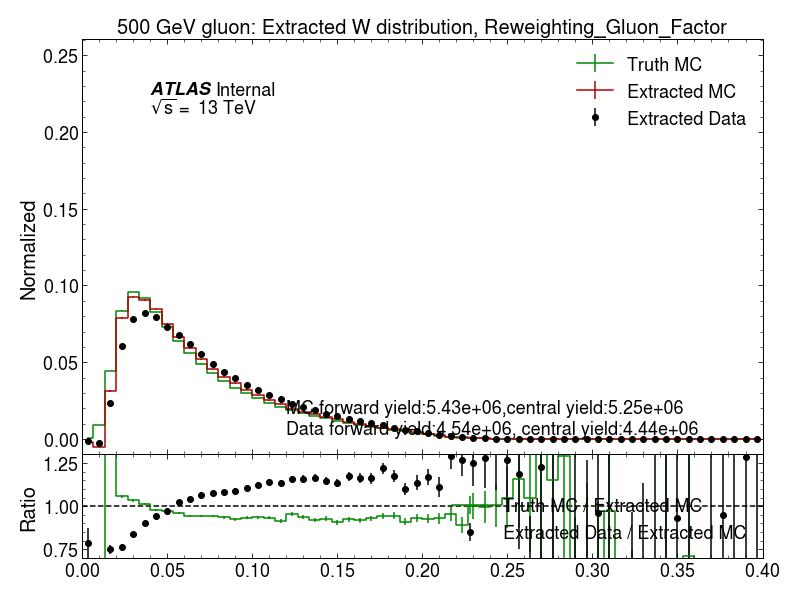 500 GeV gluon: Extracted W distribution, Reweighting_Gluon_Factor
0.25
ATLAS Internal
√s = 13 TeV
Truth MC
Extracted MC
Extracted Data
0.20
0.15
Normalized
0.10
0.05
MC forward yield:5.43e+06,central yield:5.25e+06
Data forward yield:4.54e+06, central yield:4.44e+06
0.00
1.25
Ratio
1.00
Truth MC / Extracted MC
Extracted Data / Extracted MC
0.75
0.00 0.05 0.10 0.15 0.20 0.25 0.30 0.35 0.40